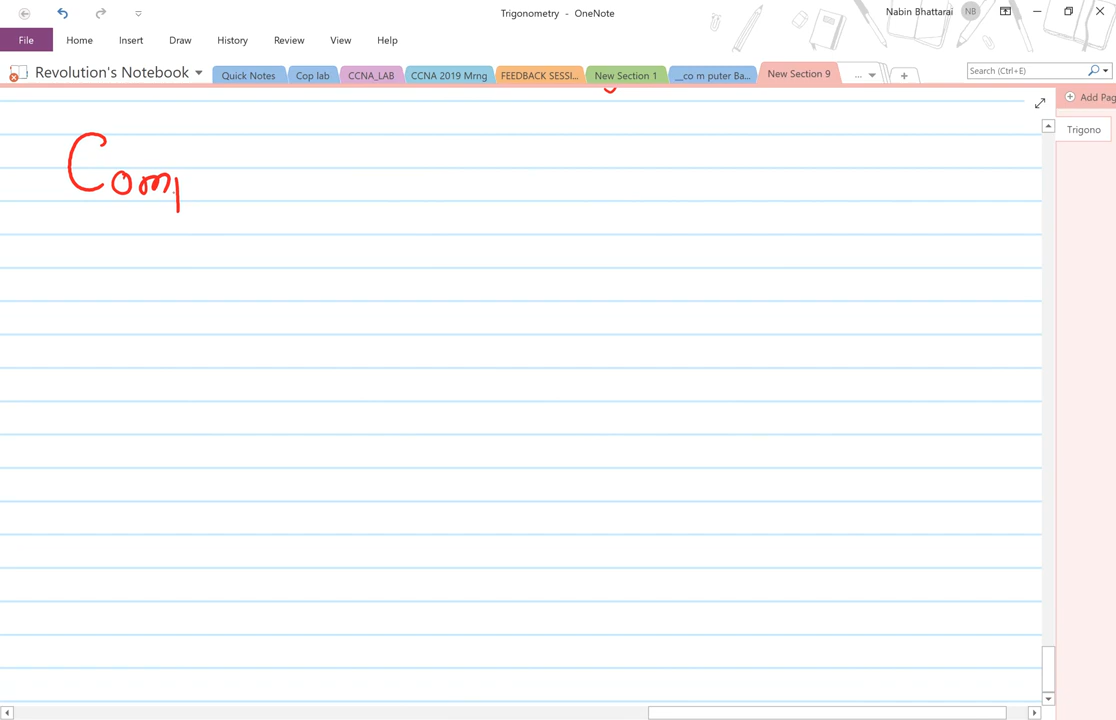 Trigonometry - OneNote
Nabin Bhattarai NB
File Home Insert Draw History Review View Help
Revolution's Notebook Quick Notes Cop lab CCNA_LAB CCNA 2019 Mrng FEEDBACK SESSI... New Section 1 __co m puter Ba... New Section 9 ... + Search (Ctrl+E)
Add Pag
Trigono
Com